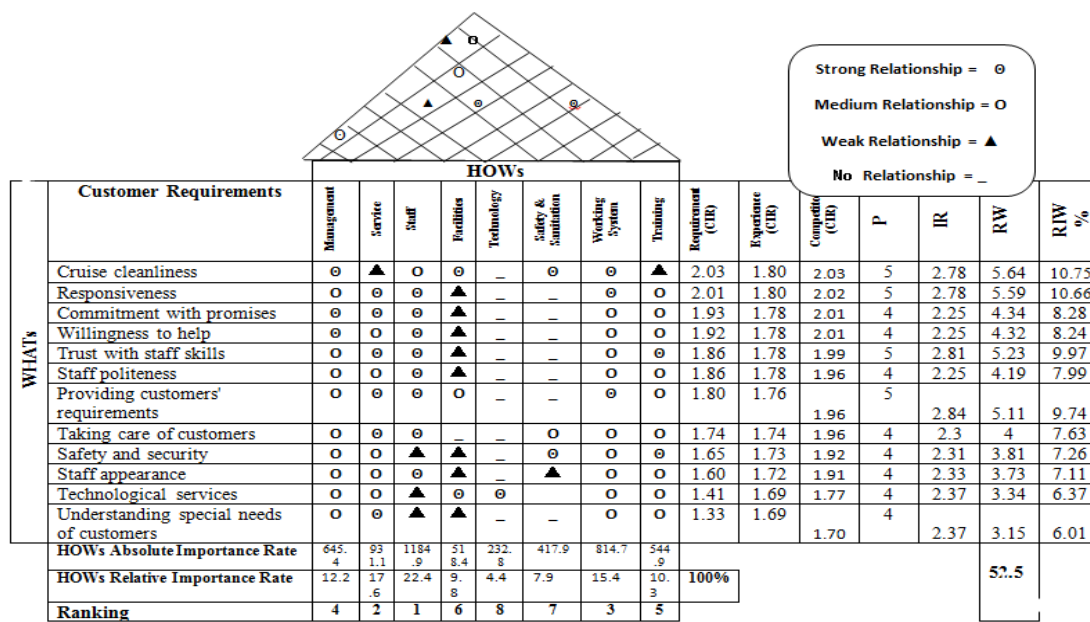 Strong Relationship = ʘ
Medium Relationship = O
Weak Relationship = ▲
No Relationship = _
HOWs
WHATs
Customer Requirements Management Service Staff Facilities Technology Safety & Sanitation Working System Training Requirement (CIR) Experience (CIR) (CIR) P IR RW RIW %
Cruise cleanliness ʘ ▲ O ʘ _ ʘ ʘ ▲ 2.03 1.80 2.03 5 2.78 5.64 10.75
Responsiveness O ʘ ʘ ▲ _ _ ʘ O 2.01 1.80 2.02 5 2.78 5.59 10.66
Commitment with promises ʘ ʘ ʘ ▲ _ _ O O 1.93 1.78 2.01 4 2.25 4.34 8.28
Willingness to help ʘ O ʘ ▲ _ _ O O 1.92 1.78 2.01 4 2.25 4.32 8.24
Trust with staff skills O ʘ ʘ ▲ _ _ O ʘ 1.86 1.78 1.99 5 2.81 5.23 9.97
Staff politeness O O ʘ ▲ _ _ O O 1.86 1.78 1.96 4 2.25 4.19 7.99
Providing customers' O ʘ ʘ O _ _ ʘ O 1.80 1.76 5
requirements 1.96 2.84 5.11 9.74
Taking care of customers O ʘ ʘ _ _ O O O 1.74 1.74 1.96 4 2.3 4 7.63
Safety and security O O ▲ ▲ _ ʘ O ʘ 1.65 1.73 1.92 4 2.31 3.81 7.26
Staff appearance O O ʘ ▲ _ ▲ O O 1.60 1.72 1.91 4 2.33 3.73 7.11
Technological services O O ▲ ʘ ʘ O O 1.41 1.69 1.77 4 2.37 3.34 6.37
Understanding special needs O ʘ ▲ ▲ _ _ O O 1.33 1.69 4
of customers 1.70 2.37 3.15 6.01
HOWs Absolute Importance Rate 645.4 931.1 1184.9 518.4 232.8 417.9 814.7 544.9
HOWs Relative Importance Rate 12.2 17.6 22.4 9.8 4.4 7.9 15.4 10.3 100% 52.5
Ranking 4 2 1 6 8 7 3 5